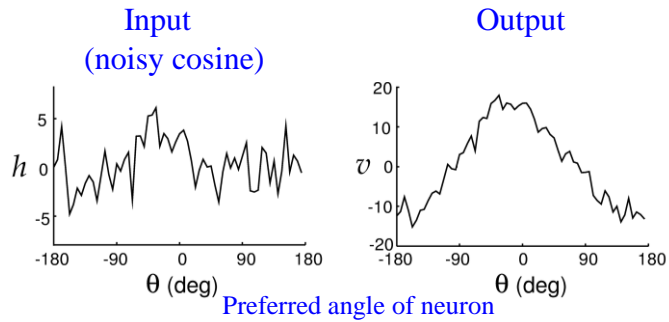 Input
(noisy cosine)
5
0
-5
h
-180 -90 0 90 180
θ (deg)
Output
20
10
0
-10
-20
v
-180 -90 0 90 180
θ (deg)
Preferred angle of neuron